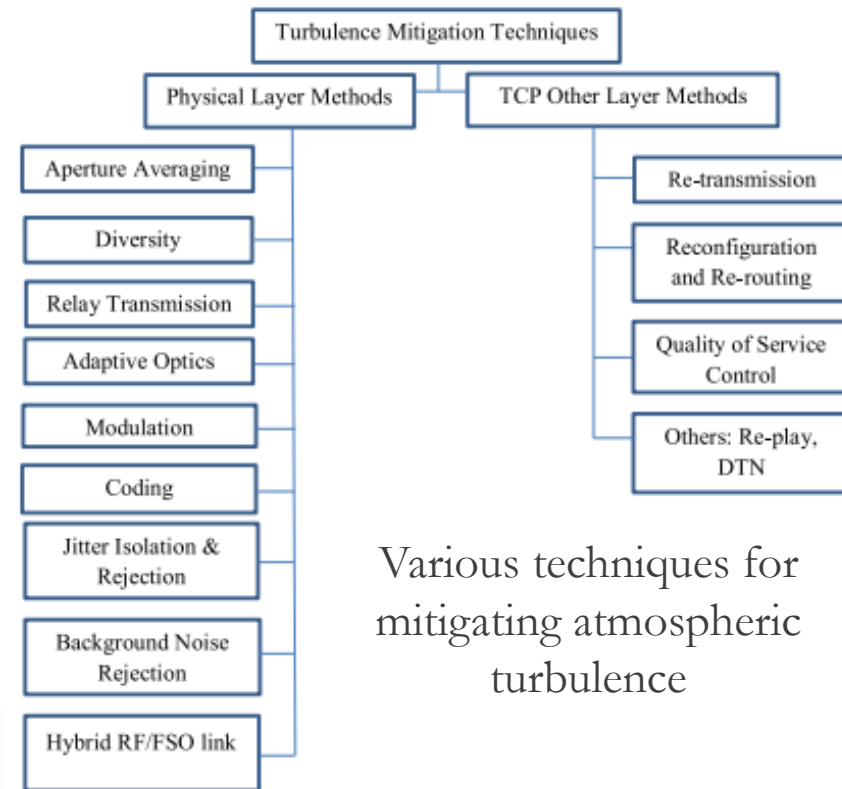 Turbulence Mitigation Techniques
Physical Layer Methods
TCP Other Layer Methods
Aperture Averaging
Diversity
Relay Transmission
Adaptive Optics
Modulation
Coding
Jitter Isolation &
Rejection
Background Noise
Rejection
Hybrid RF/FSO link
Re-transmission
Reconfiguration
and Re-routing
Quality of Service
Control
Others: Re-play,
DTN
Various techniques for
mitigating atmospheric
turbulence